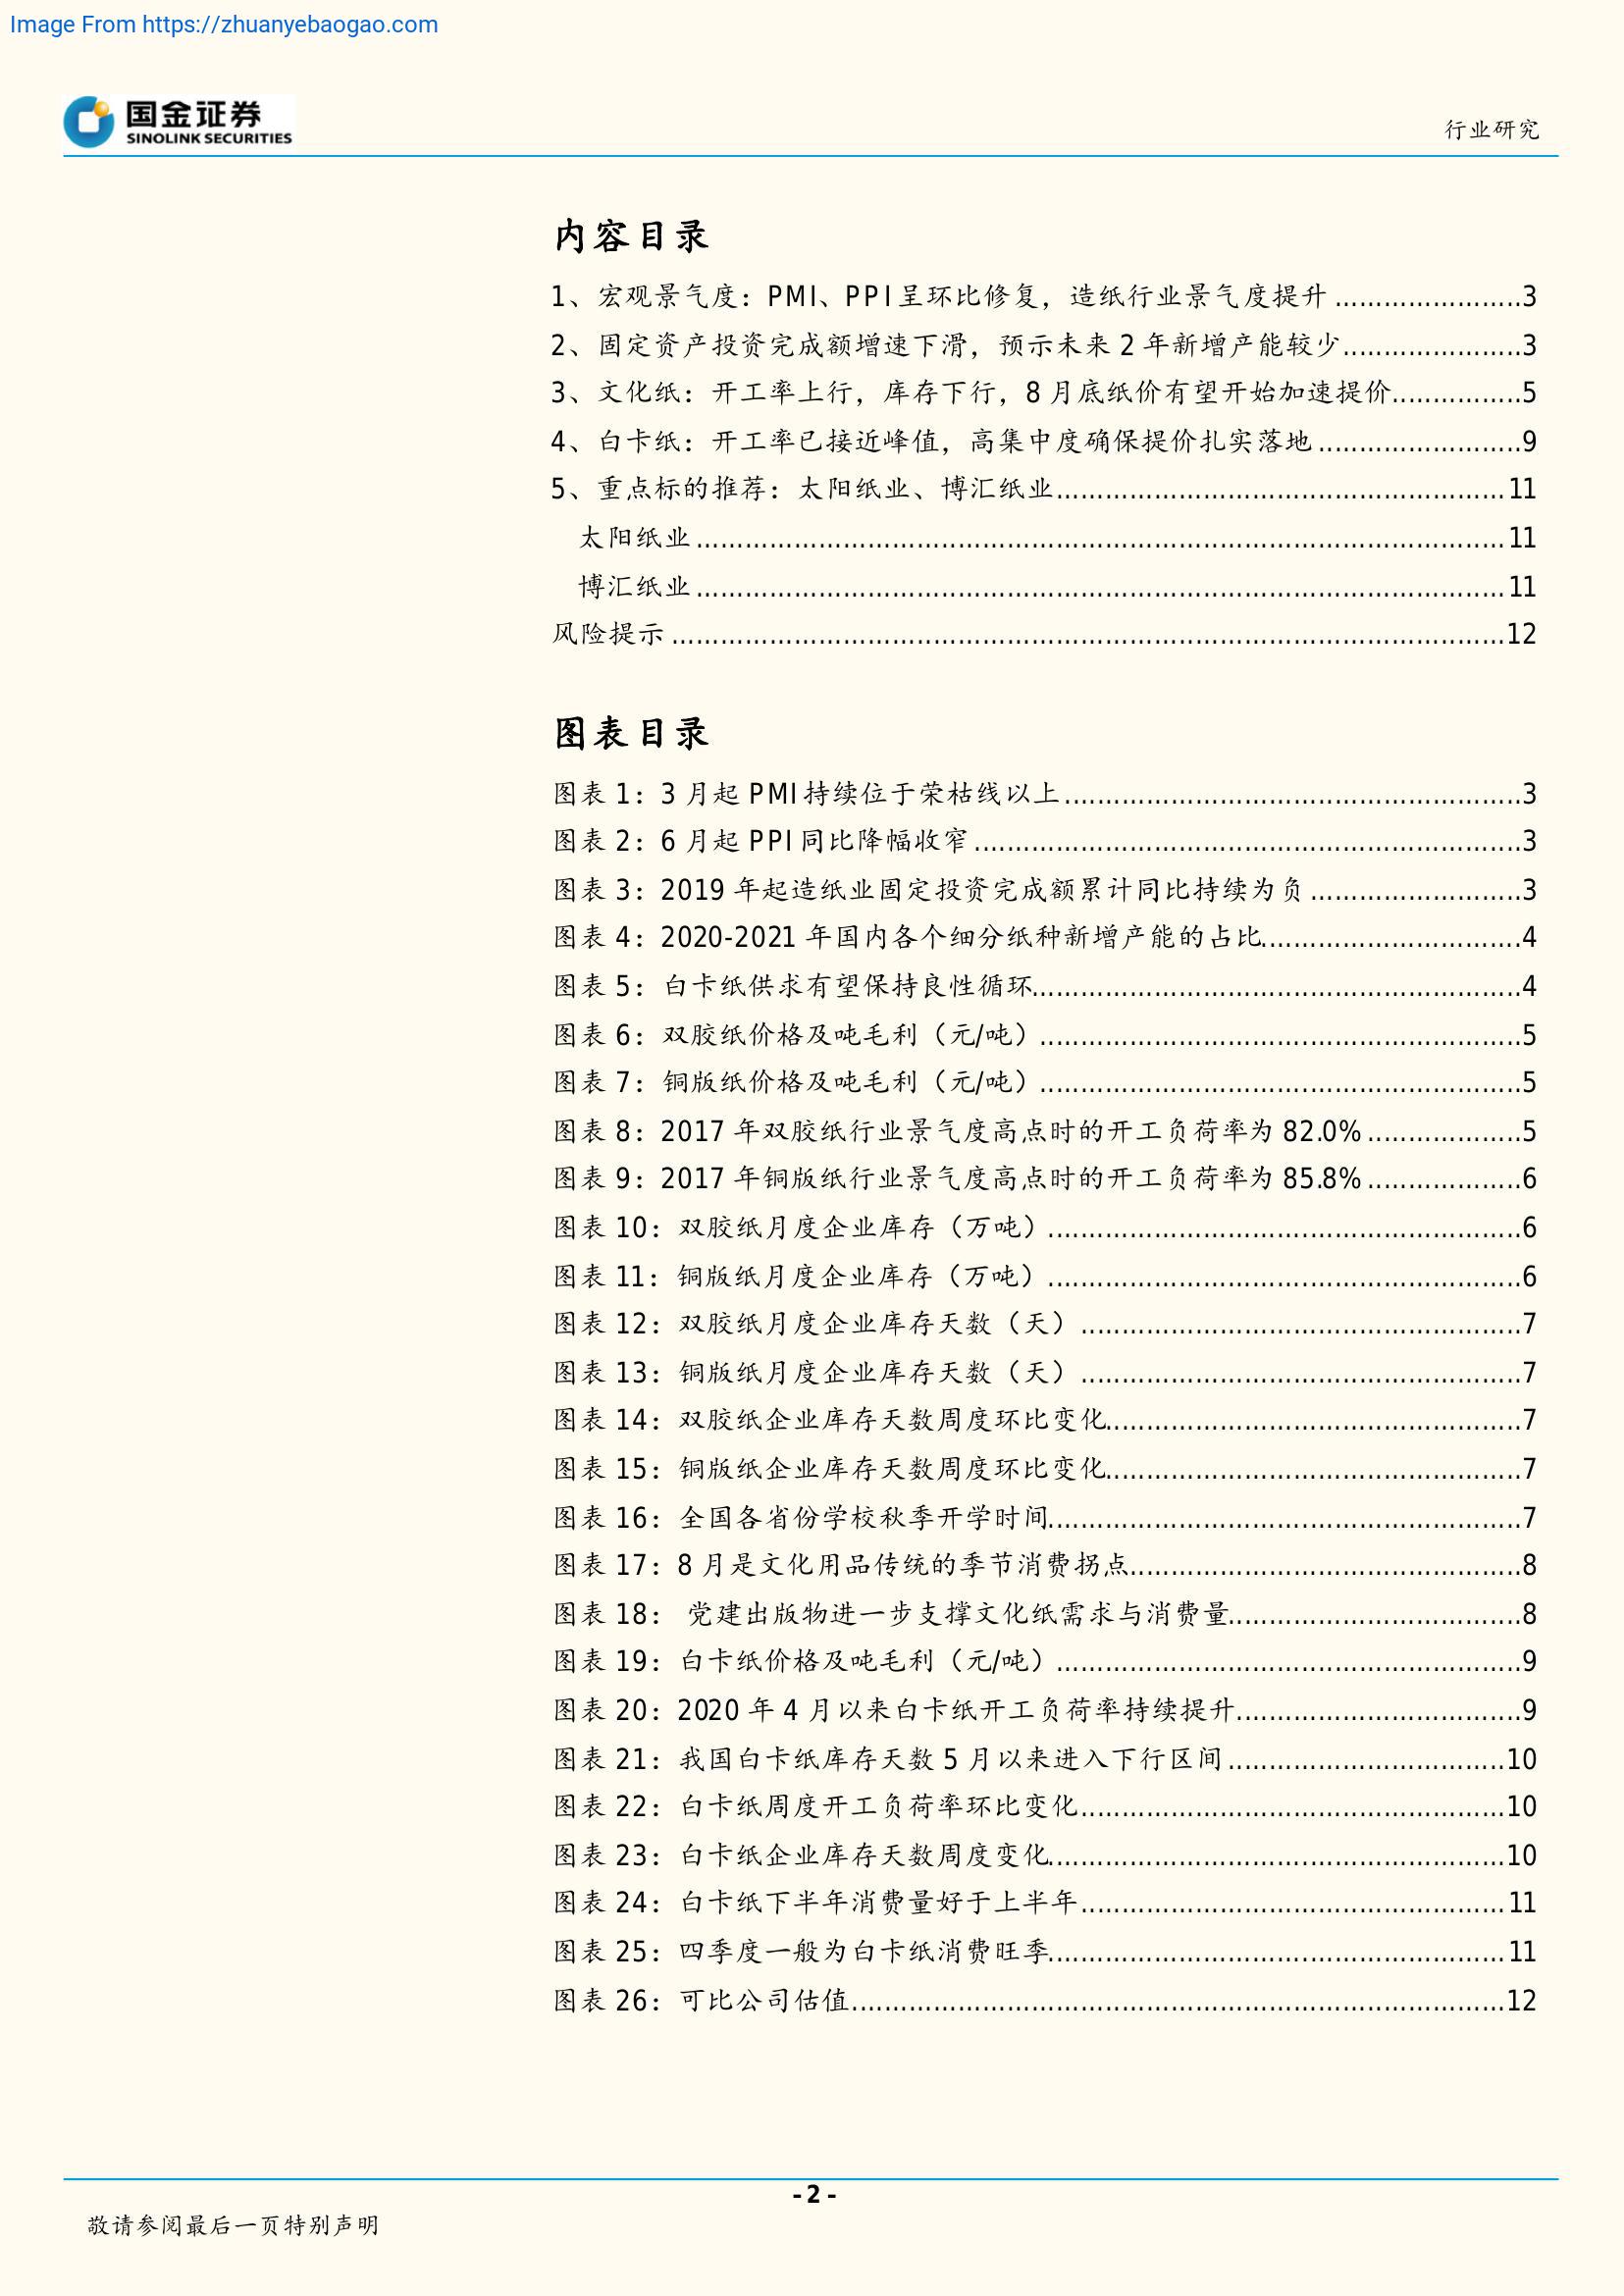 Image From https://zhuanyebaogao.com
国金证券
SINOLINK SECURITIES
行业研究
内容目录
1、宏观景气度：PMI、PPI 呈环比修复，造纸行业景气度提升.......................3
2、固定资产投资完成额增速下滑，预示未来 2 年新增产能较少......................3
3、文化纸：开工率上行，库存下行，8 月底纸价有望开始加速提价................5
4、白卡纸：开工率已接近峰值，高集中度确保提价扎实落地.........................9
5、重点标的推荐：太阳纸业、博汇纸业.......................................................11
太阳纸业....................................................................................................11
博汇纸业....................................................................................................11
风险提示.......................................................................................................12
图表目录
图表 1：3 月起 PMI 持续位于荣枯线以上........................................................3
图表 2：6 月起 PPI 同比降幅收窄...................................................................3
图表 3：2019 年起造纸业固定投资完成额累计同比持续为负..........................3
图表 4：2020-2021 年国内各个细分纸种新增产能的占比................................4
图表 5：白卡纸供求有望保持良性循环............................................................4
图表 6：双胶纸价格及吨毛利（元/吨）...........................................................5
图表 7：铜版纸价格及吨毛利（元/吨）...........................................................5
图表 8：2017 年双胶纸行业景气度高点时的开工负荷率为 82.0%...................5
图表 9：2017 年铜版纸行业景气度高点时的开工负荷率为 85.8%...................6
图表 10：双胶纸月度企业库存（万吨）..........................................................6
图表 11：铜版纸月度企业库存（万吨）..........................................................6
图表 12：双胶纸月度企业库存天数（天）......................................................7
图表 13：铜版纸月度企业库存天数（天）......................................................7
图表 14：双胶纸企业库存天数周度环比变化...................................................7
图表 15：铜版纸企业库存天数周度环比变化...................................................7
图表 16：全国各省份学校秋季开学时间..........................................................7
图表 17：8 月是文化用品传统的季节消费拐点................................................8
图表 18： 党建出版物进一步支撑文化纸需求与消费量....................................8
图表 19：白卡纸价格及吨毛利（元/吨）.........................................................9
图表 20：2020 年 4 月以来白卡纸开工负荷率持续提升...................................9
图表 21：我国白卡纸库存天数 5 月以来进入下行区间..................................10
图表 22：白卡纸周度开工负荷率环比变化....................................................10
图表 23：白卡纸企业库存天数周度变化........................................................10
图表 24：白卡纸下半年消费量好于上半年....................................................11
图表 25：四季度一般为白卡纸消费旺季........................................................11
图表 26：可比公司估值................................................................................12
- 2 -
敬请参阅最后一页特别声明